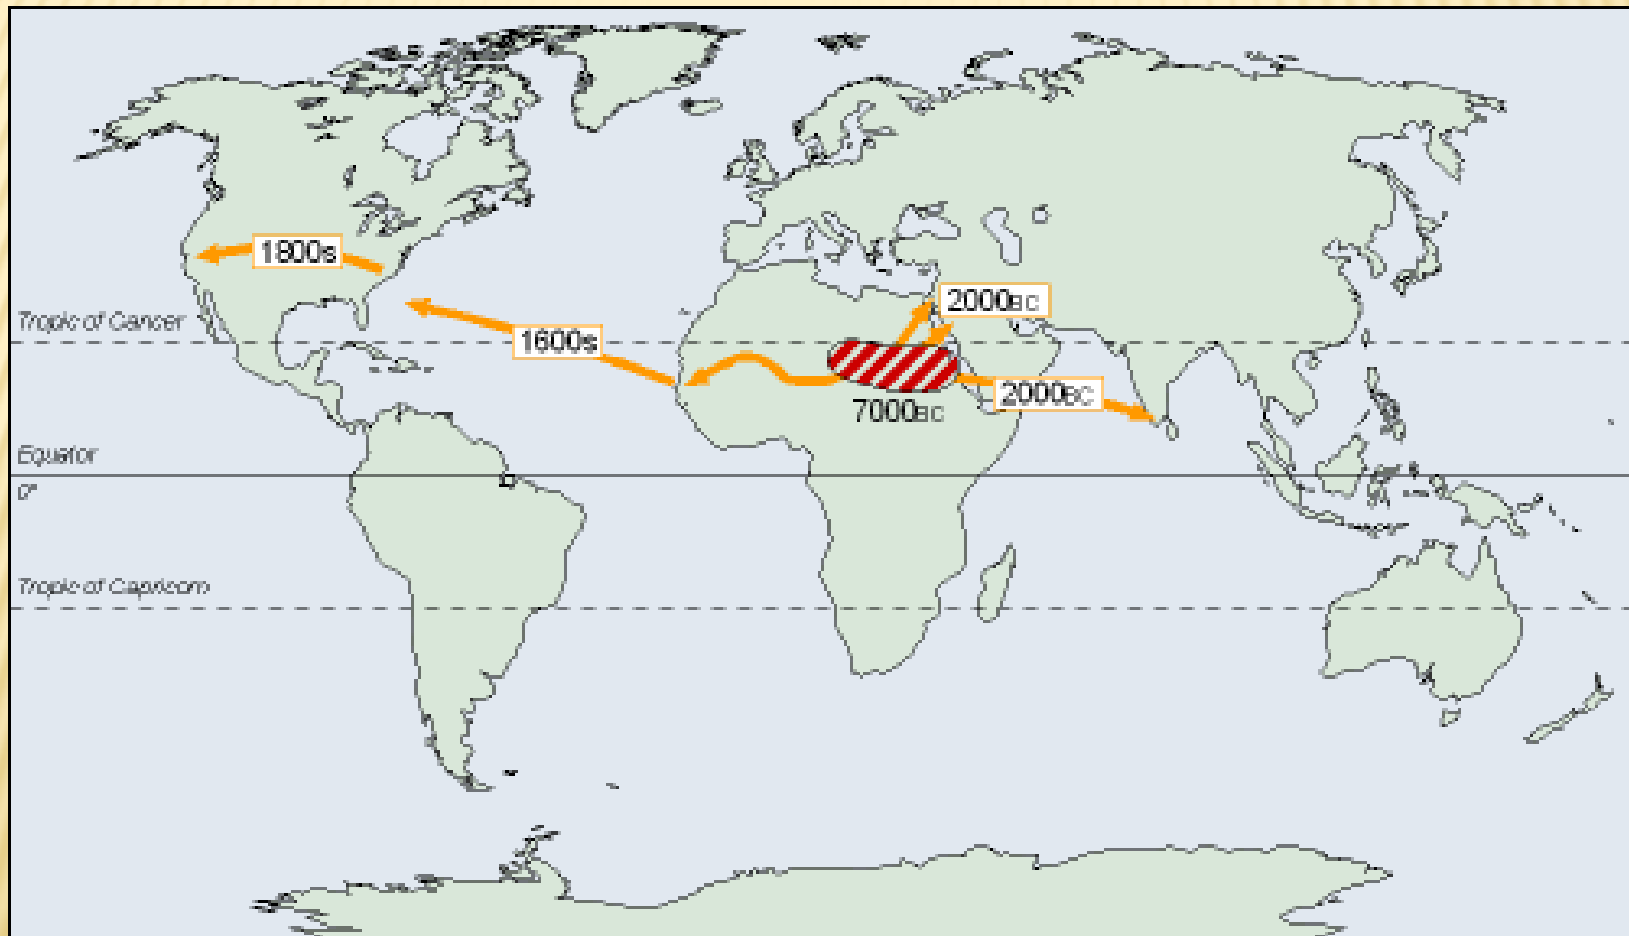 1800s
2000BC
Tropic of Cancer
1600s
2000BC
7000BC
Equator
0°
Tropic of Capricorn